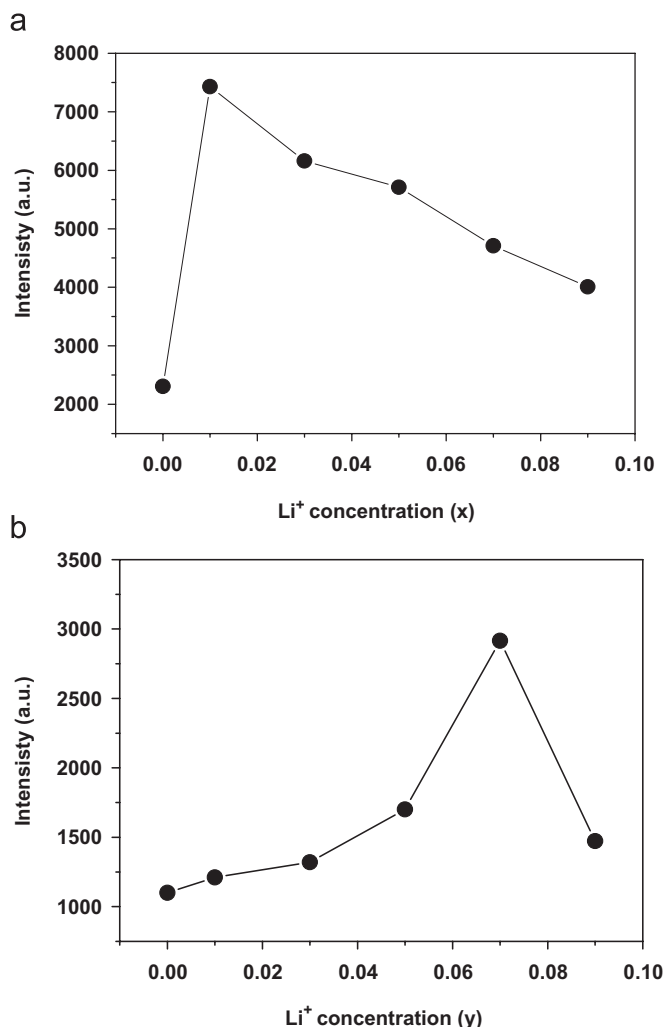 a
8000
7000
6000
5000
4000
3000
2000
Intensisty (a.u.)
0.00 0.02 0.04 0.06 0.08 0.10
Li+ concentration (x)
b
3500
3000
2500
2000
1500
1000
Intensisty (a.u.)
0.00 0.02 0.04 0.06 0.08 0.10
Li+ concentration (y)